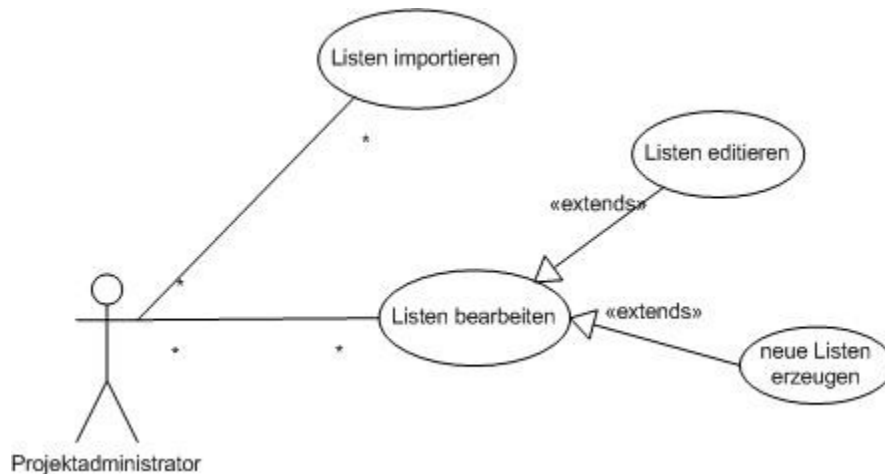 Listen importieren
*
Listen editieren
«extends»
*
Listen bearbeiten
«extends»
*
*
neue Listen
erzeugen
Projektadministrator